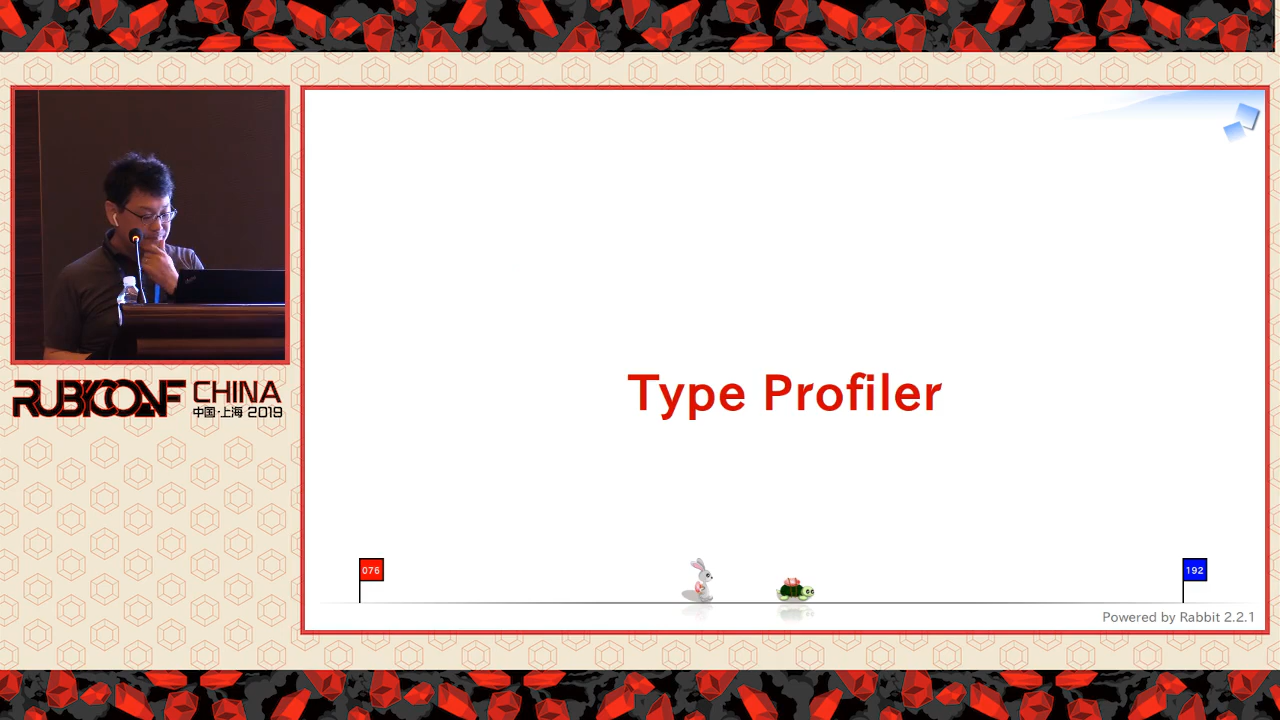 RUBYCONF CHINA
中国·上海 2019
Type Profiler
076
192
Powered by Rabbit 2.2.1